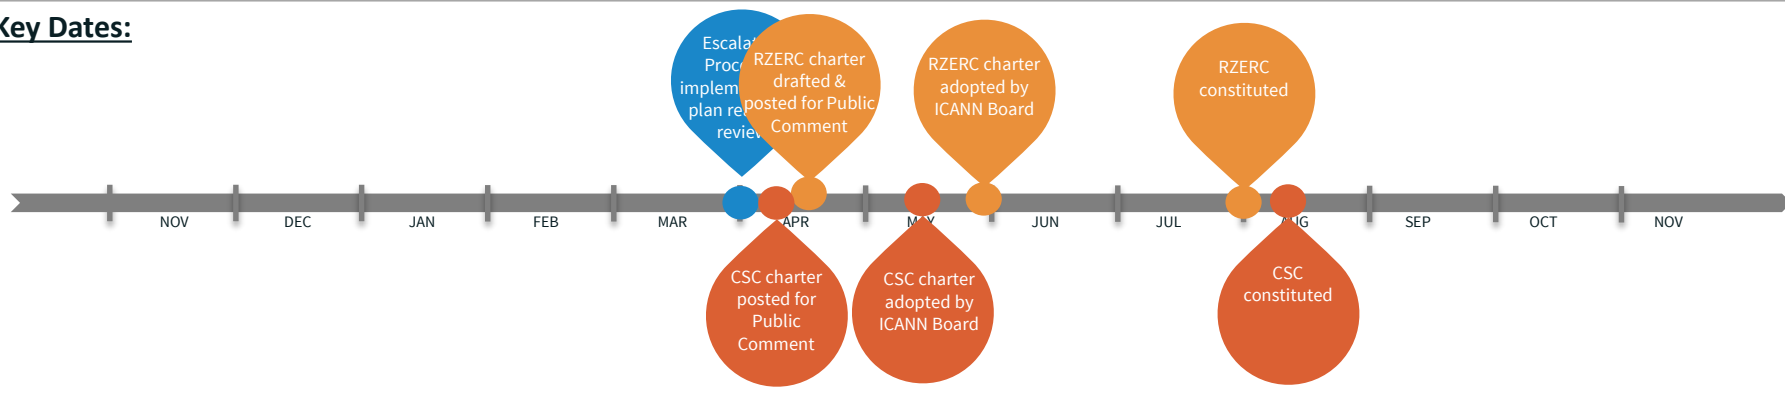 Key Dates:
RZERC charter
drafted &
posted for Public
Comment
RZERC charter
adopted by
ICANN Board
RZERC
constituted
NOV DEC JAN FEB MAR APR MAY JUN JUL AUG SEP OCT NOV
CSC charter
posted for
Public
Comment
CSC charter
adopted by
ICANN Board
CSC
constituted